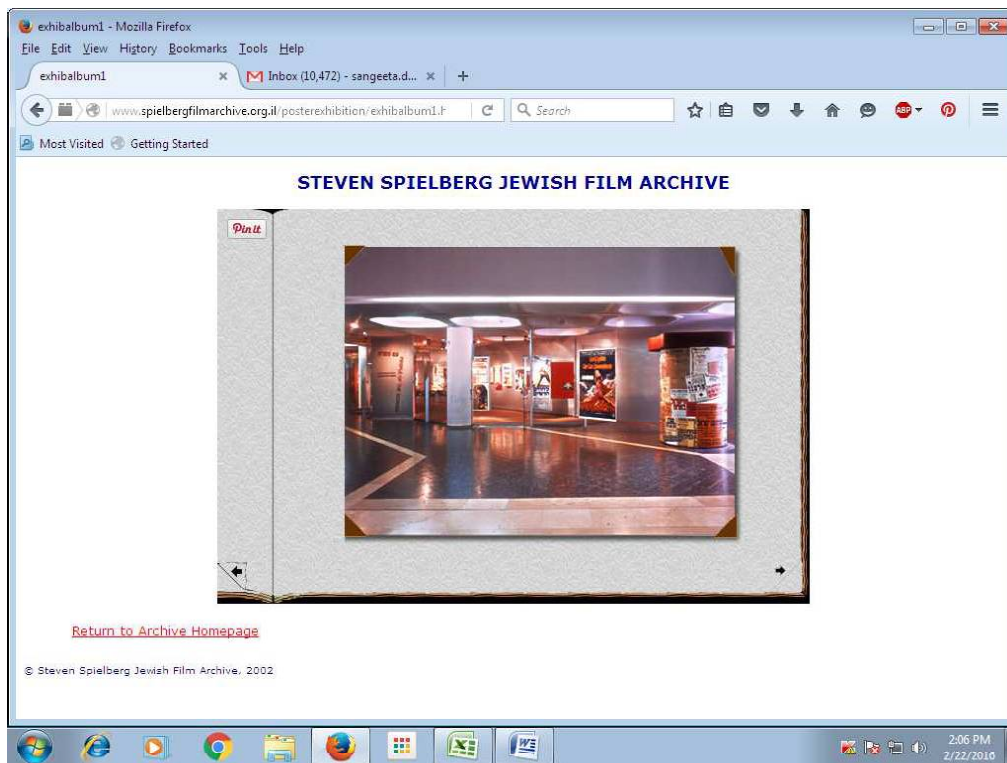 exhibalbum1 - Mozilla Firefox
File Edit View History Bookmarks Tools Help
exhibalbum1
Inbox (10,472) - sangeeta.d...
www.spielbergfilmarchive.org.il/posterexhibition/exhibalbum1.h
Search
ABP
Most Visited Getting Started
STEVEN SPIELBERG JEWISH FILM ARCHIVE
Pin it
Return to Archive Homepage
© Steven Spielberg Jewish Film Archive, 2002
2:06 PM
2/22/2016